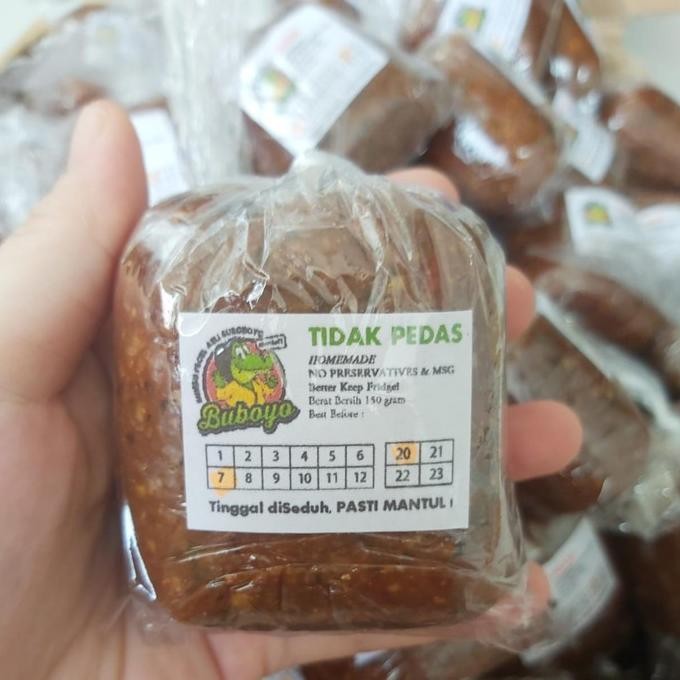 TIDAK PEDAS
HOMEMADE
NO PRESERVATIVES & MSG
Better Keep Fridge!
Berat Bersih 150 gram
Best Before :
Buboyo
1 2 3 4 5 6 20 21
7 8 9 10 11 12 22 23
Tinggal diSeduh, PASTI MANTUL !